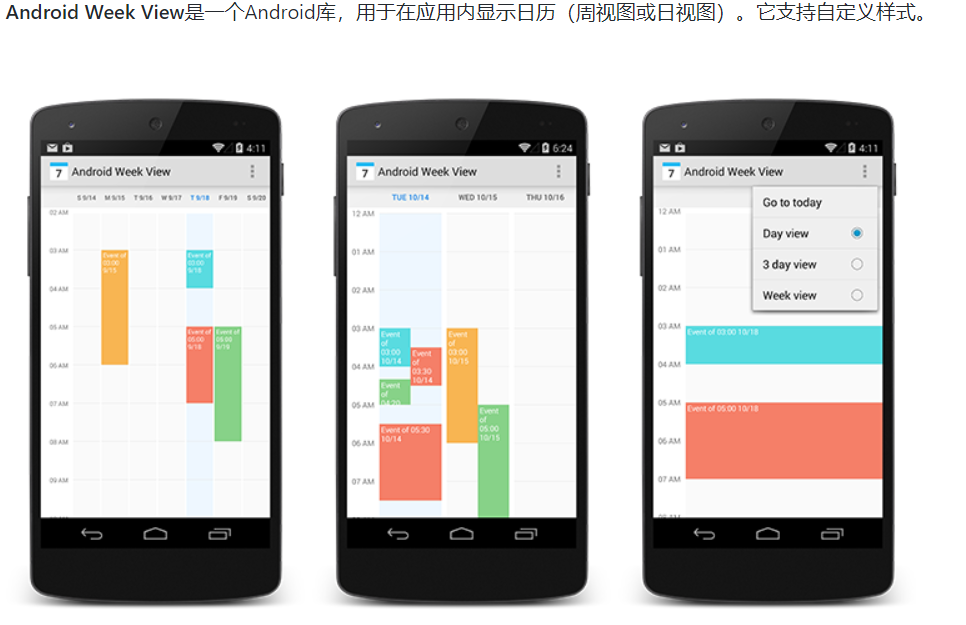 Android Week View是一个Android库，用于在应用内显示日历（周视图或日视图）。它支持自定义样式。
4:11
7 Android Week View
S 9/14 M 9/15 T 9/16 W 9/17 T 9/18 F 9/19 S 9/20
02 AM
03 AM
Event of
03:00
9/15
Event of
03:00
9/18
04 AM
05 AM
Event of
05:00
9/18
Event of
05:00
9/19
06 AM
07 AM
08 AM
09 AM
6:24
7 Android Week View
TUE 10/14 WED 10/15 THU 10/16
12 AM
01 AM
02 AM
03 AM
Event
of
03:00
10/14
Event
of
03:30
10/14
Event
of
03:00
10/15
04 AM
Event
of
04:20
05 AM
Event
of
05:00
10/15
Event of 05:30
10/14
06 AM
07 AM
4:11
7 Android Week View
Go to today
Day view
3 day view
Week view
12 AM
01 AM
02 AM
03 AM
Event of 03:00 10/18
04 AM
05 AM
Event of 05:00 10/18
06 AM
07 AM
08 AM